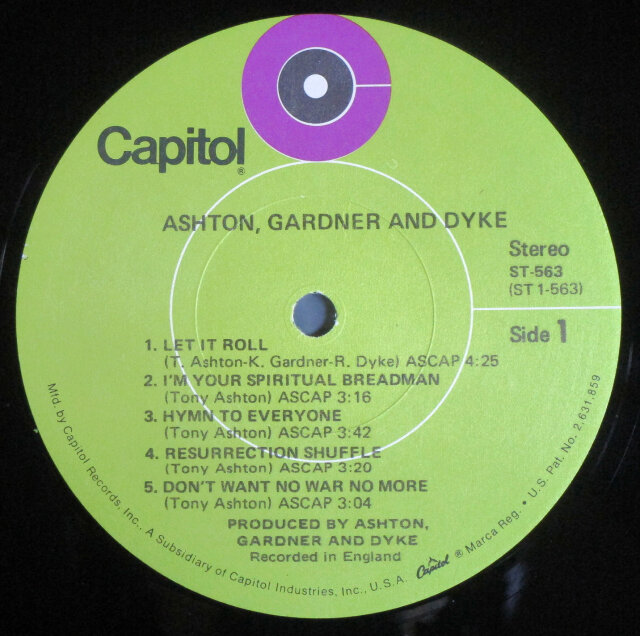 Capitol®
ASHTON, GARDNER AND DYKE
Stereo
ST-563
(ST 1-563)
Side 1
1. LET IT ROLL
(T. Ashton-K. Gardner-R. Dyke) ASCAP 4:25
2. I'M YOUR SPIRITUAL BREADMAN
(Tony Ashton) ASCAP 3:16
3. HYMN TO EVERYONE
(Tony Ashton) ASCAP 3:42
4. RESURRECTION SHUFFLE
(Tony Ashton) ASCAP 3:20
5. DON'T WANT NO WAR NO MORE
(Tony Ashton) ASCAP 3:04
PRODUCED BY ASHTON,
GARDNER AND DYKE
Recorded in England
Mfd. by Capitol Records, Inc., A Subsidiary of Capitol Industries, Inc., U.S.A. Capitol ® Marca Reg. • U.S. Pat. No. 2,631,859